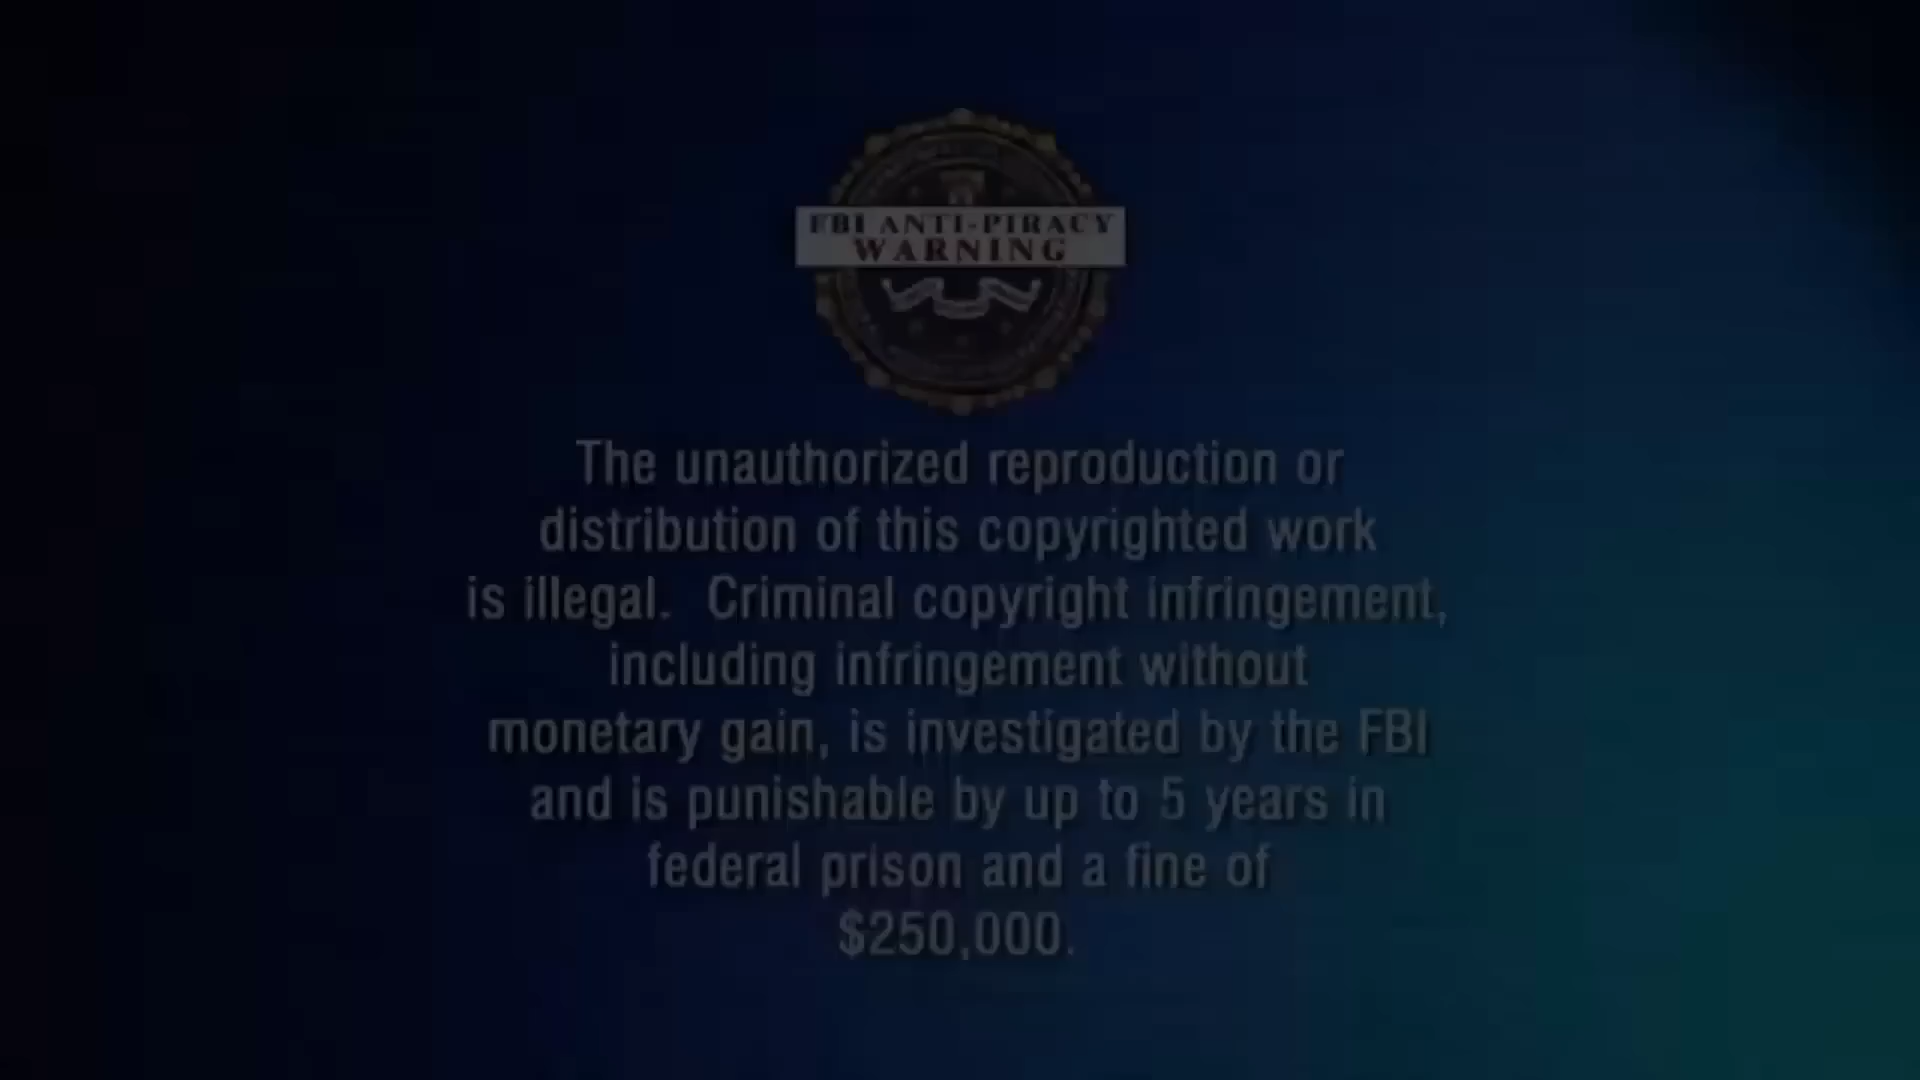 FBI ANTI-PIRACY
WARNING
The unauthorized reproduction or
distribution of this copyrighted work
is illegal.  Criminal copyright infringement,
including infringement without
monetary gain, is investigated by the FBI
and is punishable by up to 5 years in
federal prison and a fine of
$250,000.